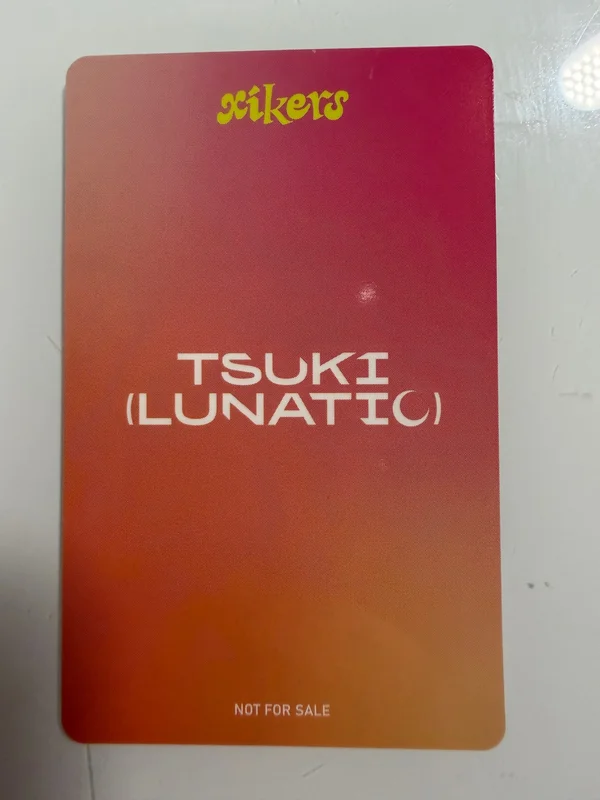 xikers
TSUKI
(LUNATIC)
NOT FOR SALE